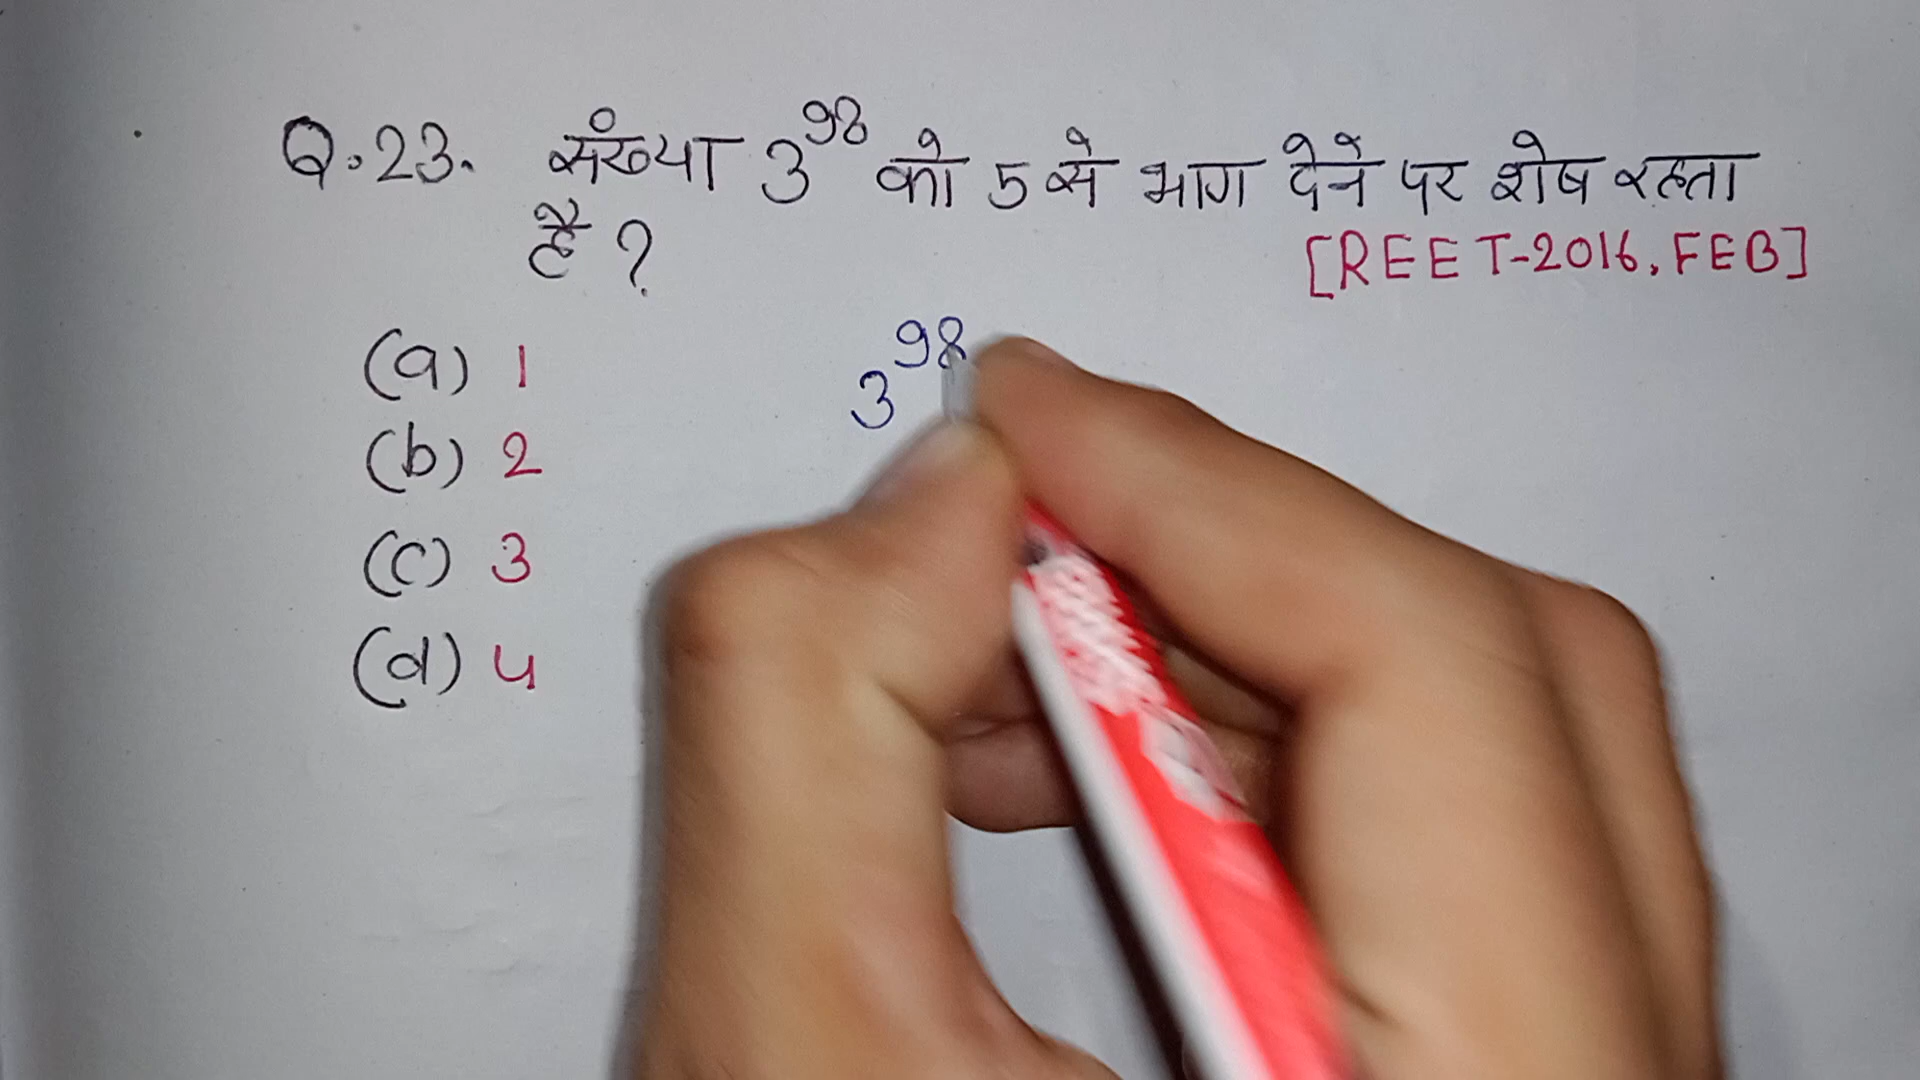 Q.23. संख्या 3^98 को 5 से भाग देने पर शेष रहता
है ?
[REET-2016, FEB]
(a) 1
(b) 2
(c) 3
(d) 4
3^98